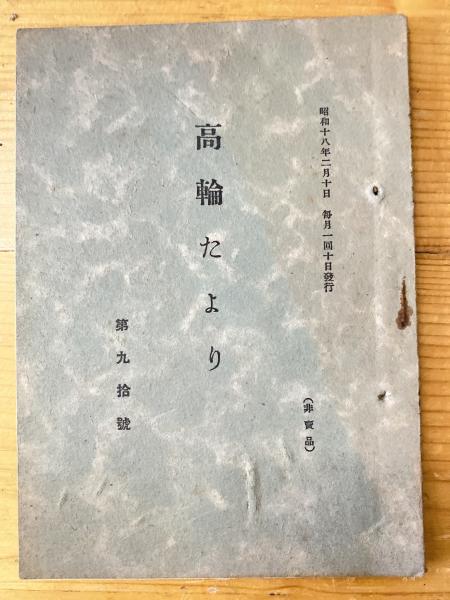 昭和十八年二月十日　每月一回十日發行
（非賣品）
高輪たより
第九拾號